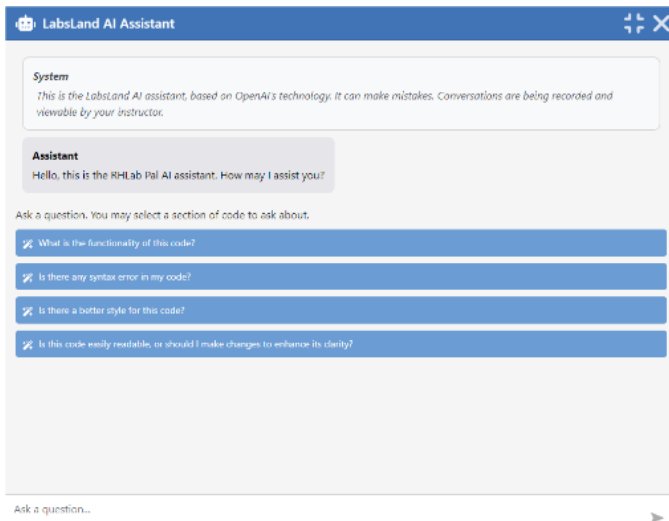 LabsLand AI Assistant
System
This is the LabsLand AI assistant, based on OpenAI's technology. It can make mistakes. Conversations are being recorded and
viewable by your instructor.
Assistant
Hello, this is the RHLab Pal AI assistant. How may I assist you?
Ask a question. You may select a section of code to ask about.
What is the functionality of this code?
Is there any syntax error in my code?
Is there a better style for this code?
Is this code easily readable, or should I make changes to enhance its clarity?
Ask a question...